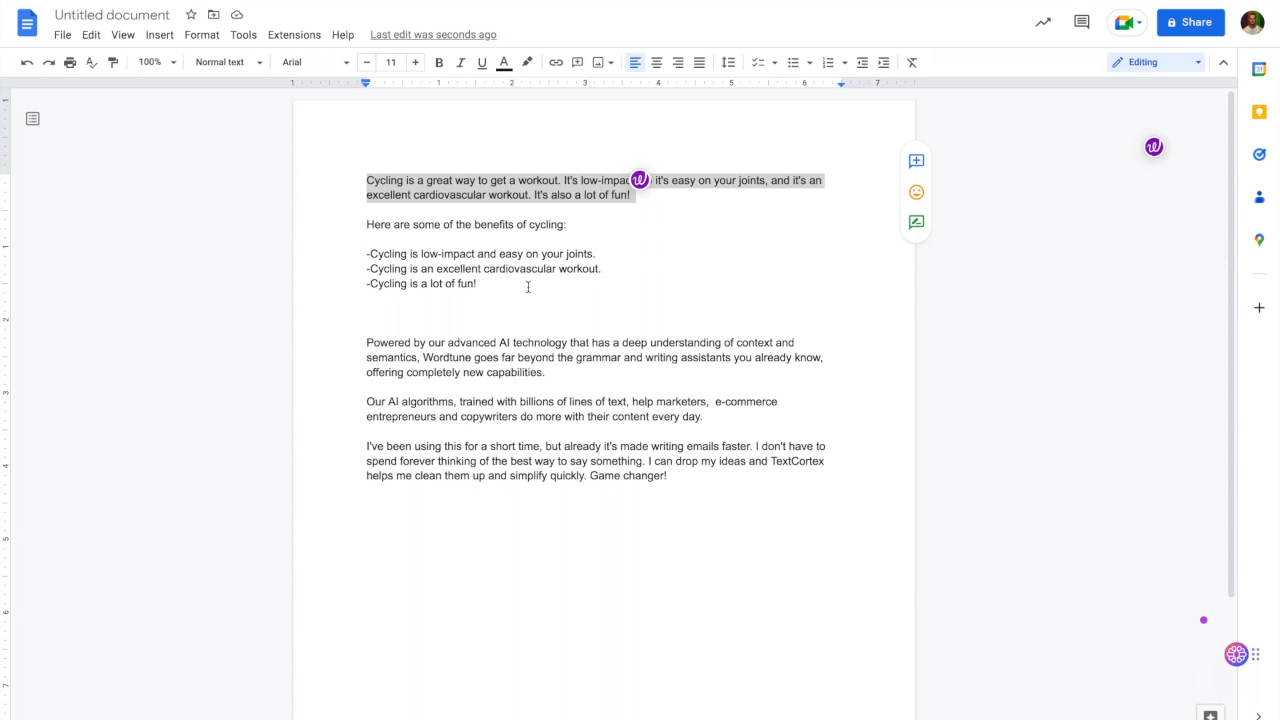 Untitled document
File Edit View Insert Format Tools Extensions Help Last edit was seconds ago
Share
100% Normal text Arial 11 B I U A Editing
1 1 2 3 4 5 6 7
Cycling is a great way to get a workout. It's low-impac it's easy on your joints, and it's an
excellent cardiovascular workout. It's also a lot of fun!
Here are some of the benefits of cycling:
-Cycling is low-impact and easy on your joints.
-Cycling is an excellent cardiovascular workout.
-Cycling is a lot of fun!
Powered by our advanced AI technology that has a deep understanding of context and
semantics, Wordtune goes far beyond the grammar and writing assistants you already know,
offering completely new capabilities.
Our AI algorithms, trained with billions of lines of text, help marketers,  e-commerce
entrepreneurs and copywriters do more with their content every day.
I've been using this for a short time, but already it's made writing emails faster. I don't have to
spend forever thinking of the best way to say something. I can drop my ideas and TextCortex
helps me clean them up and simplify quickly. Game changer!